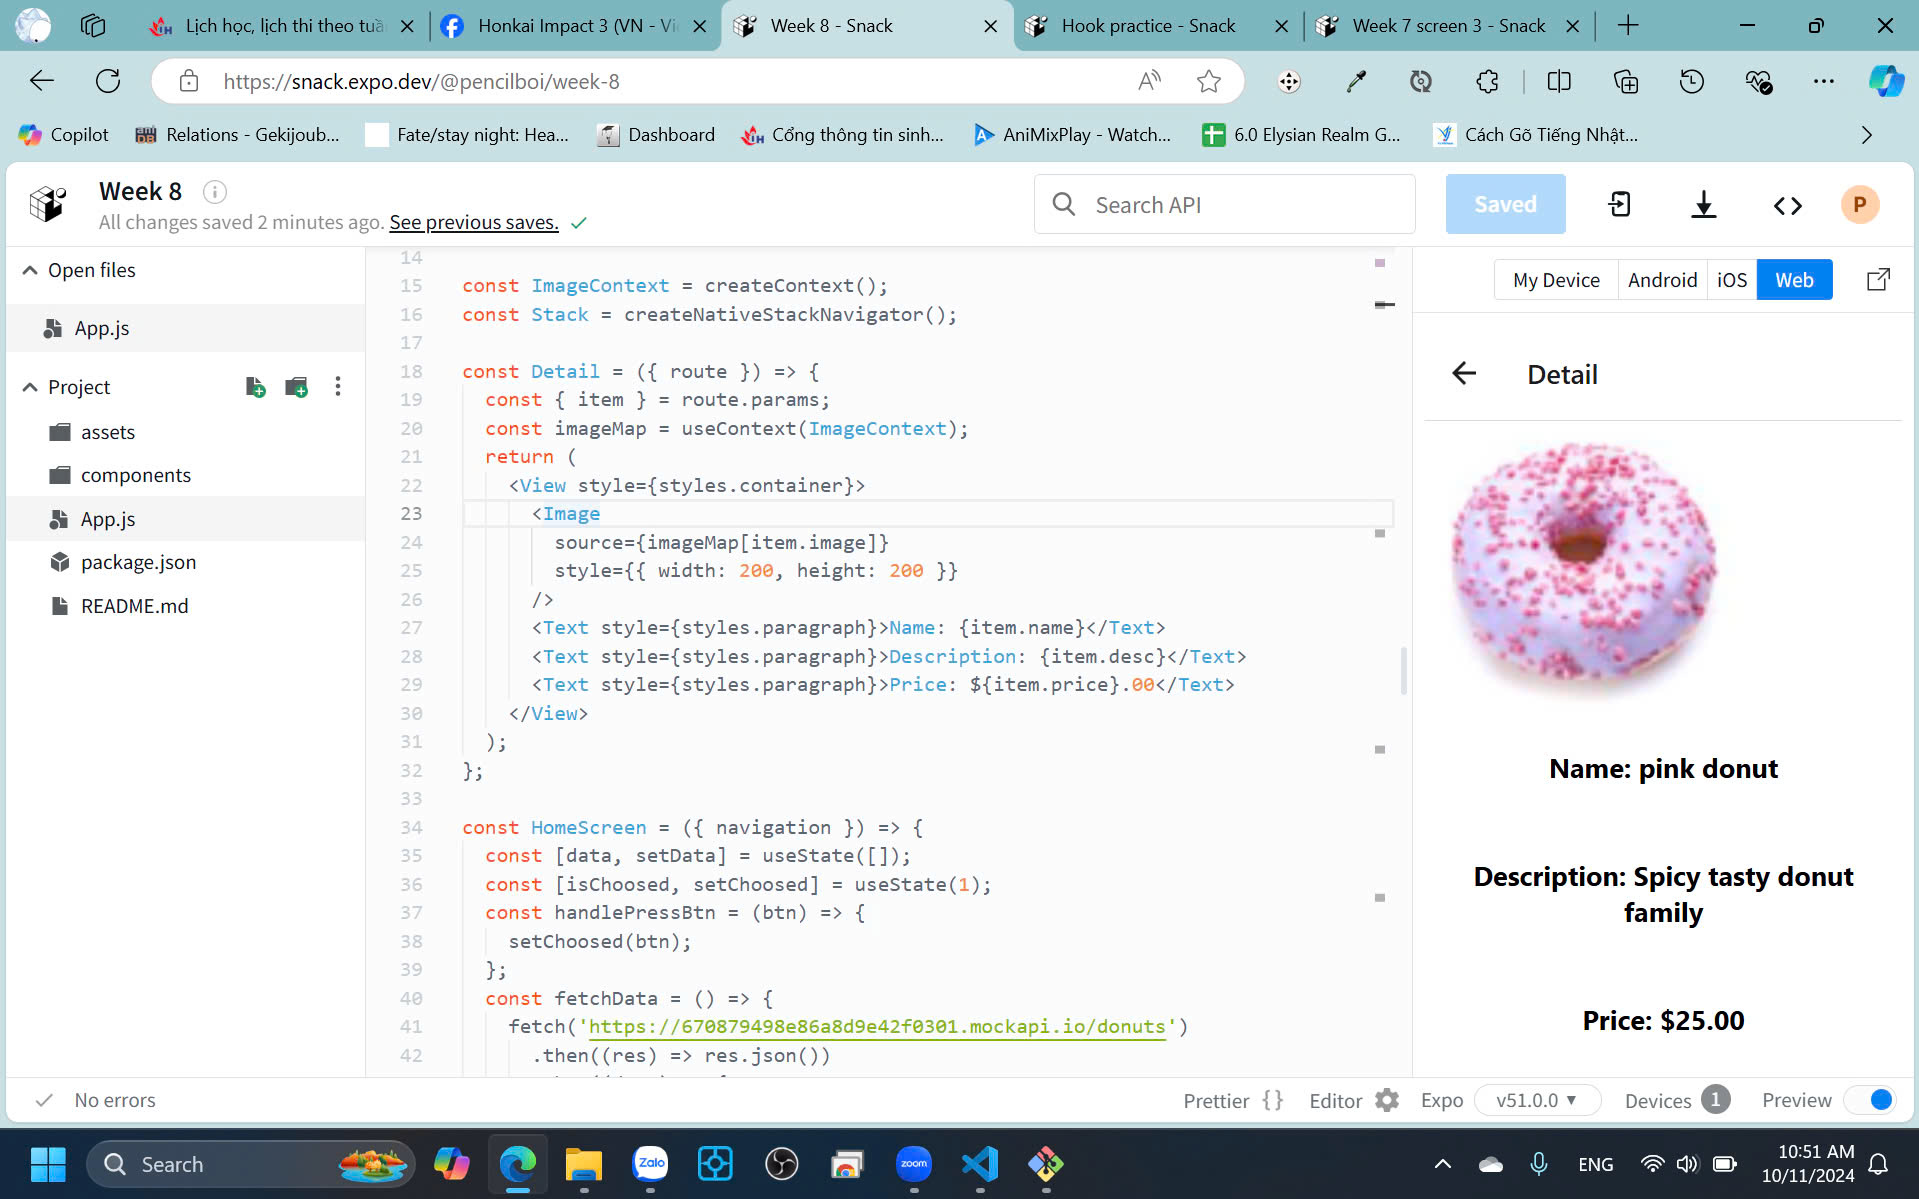 Lịch học, lịch thi theo tuầ
Honkai Impact 3 (VN - Vi
Week 8 - Snack
Hook practice - Snack
Week 7 screen 3 - Snack
https://snack.expo.dev/@pencilboi/week-8
Copilot
Relations - Gekijoub...
Fate/stay night: Hea...
Dashboard
Cổng thông tin sinh...
AniMixPlay - Watch...
6.0 Elysian Realm G...
Cách Gõ Tiếng Nhật...
Week 8
All changes saved 2 minutes ago. See previous saves.
Search API
Saved
P
Open files
App.js
Project
assets
components
App.js
package.json
README.md
14
15 const ImageContext = createContext();
16 const Stack = createNativeStackNavigator();
17
18 const Detail = ({ route }) => {
19 const { item } = route.params;
20 const imageMap = useContext(ImageContext);
21 return (
22 <View style={styles.container}>
23 <Image
24 source={imageMap[item.image]}
25 style={{ width: 200, height: 200 }}
26 />
27 <Text style={styles.paragraph}>Name: {item.name}</Text>
28 <Text style={styles.paragraph}>Description: {item.desc}</Text>
29 <Text style={styles.paragraph}>Price: ${item.price}.00</Text>
30 </View>
31 );
32 };
33
34 const HomeScreen = ({ navigation }) => {
35 const [data, setData] = useState([]);
36 const [isChoosed, setChoosed] = useState(1);
37 const handlePressBtn = (btn) => {
38 setChoosed(btn);
39 };
40 const fetchData = () => {
41 fetch('https://670879498e86a8d9e42f0301.mockapi.io/donuts')
42 .then((res) => res.json())
My Device
Android
iOS
Web
Detail
Name: pink donut
Description: Spicy tasty donut
family
Price: $25.00
No errors
Prettier {}
Editor
Expo
v51.0.0
Devices 1
Preview
Search
Zalo
zoom
ENG
10:51 AM
10/11/2024